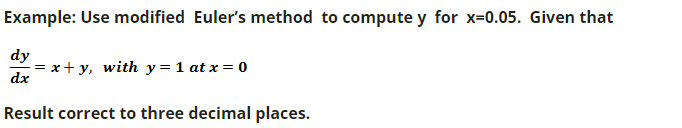 Example: Use modified Euler's method to compute y for x=0.05. Given that
dy
dx
= x + y, with y = 1 at x = 0
Result correct to three decimal places.